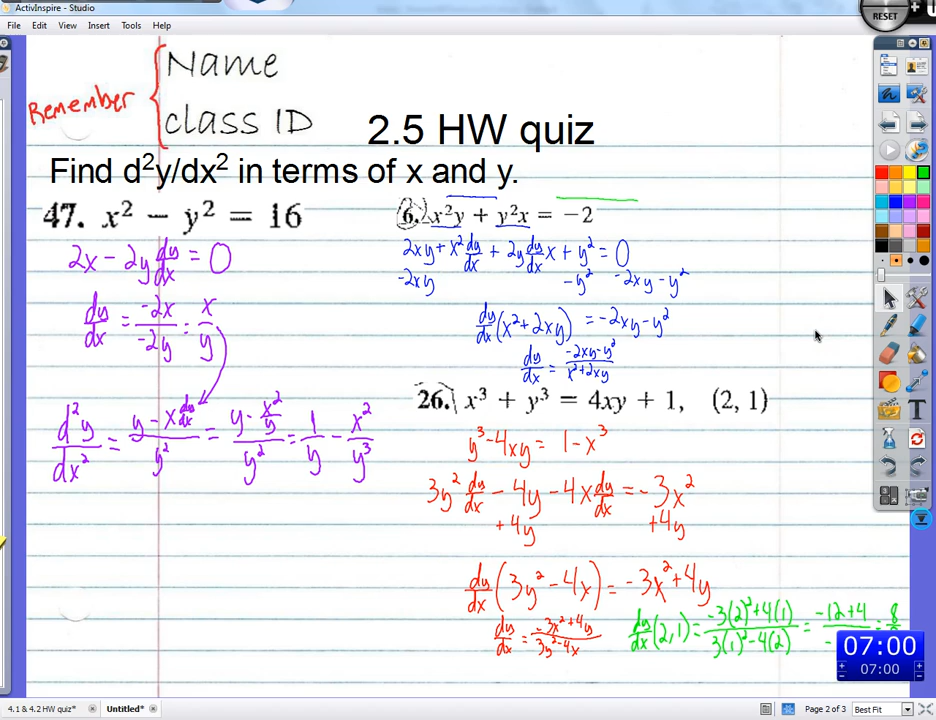 ActivInspire - Studio
File Edit View Insert Tools Help
RESET
Remember
Name
class ID
2.5 HW quiz
Find d²y/dx² in terms of x and y.
47. x² − y² = 16
2x - 2y dy/dx = 0
dy/dx = -2x/-2y = x/y
d²y/dx² = (y - x dy/dx)/y² = (y - x²/y)/y² = 1/y - x²/y³
6. x²y + y²x = −2
2xy + x² dy/dx + 2y dy/dx x + y² = 0
-2xy -y² -2xy - y²
dy/dx (x² + 2xy) = -2xy - y²
dy/dx = (-2xy - y²)/(x² + 2xy)
26. x³ + y³ = 4xy + 1, (2, 1)
y³ - 4xy = 1 - x³
3y² dy/dx - 4y - 4x dy/dx = -3x²
+4y +4y
dy/dx (3y² - 4x) = -3x² + 4y
dy/dx = (-3x² + 4y)/(3y² - 4x)
dy/dx (2,1) = (-3(2)² + 4(1))/(3(1)² - 4(2)) = (-12 + 4)/- = 8
07:00
07:00
4.1 & 4.2 HW quiz* Untitled* Page 2 of 3 Best Fit